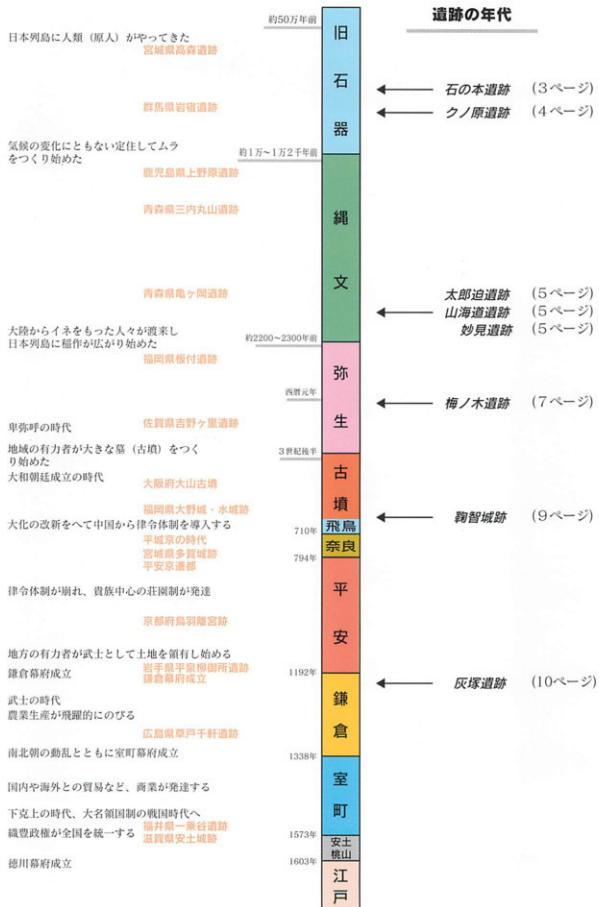 遺跡の年代
約50万年前
旧石器
日本列島に人類（原人）がやってきた
宮城県高森遺跡
石の本遺跡 (3ページ)
群馬県岩宿遺跡
クノ原遺跡 (4ページ)
気候の変化にともない定住してムラ
をつくり始めた
約1万～1万2千年前
縄文
鹿児島県上野原遺跡
青森県三内丸山遺跡
青森県亀ヶ岡遺跡
太郎迫遺跡 (5ページ)
山海道遺跡 (5ページ)
妙見遺跡 (5ページ)
大陸からイネをもった人々が渡来し
日本列島に稲作が広がり始めた
約2200～2300年前
弥生
福岡県板付遺跡
西暦元年
梅ノ木遺跡 (7ページ)
佐賀県吉野ヶ里遺跡
卑弥呼の時代
地域の有力者が大きな墓（古墳）をつく
り始めた
3世紀後半
古墳
大和朝廷成立の時代
大阪府大山古墳
福岡県大野城・水城跡
鞠智城跡 (9ページ)
大化の改新をへて中国から律令体制を導入する
飛鳥
710年
平城京の時代
奈良
宮城県多賀城跡
794年
平安京遷都
平安
律令体制が崩れ、貴族中心の荘園制が発達
京都府鳥羽離宮跡
地方の有力者が武士として土地を領有し始める
岩手県平泉柳御所遺跡
鎌倉幕府成立
鎌倉幕府成立
1192年
灰塚遺跡 (10ページ)
鎌倉
武士の時代
農業生産が飛躍的にのびる
広島県草戸千軒遺跡
南北朝の動乱とともに室町幕府成立
1338年
室町
国内や海外との貿易など、商業が発達する
下克上の時代、大名領国制の戦国時代へ
福井県一乗谷遺跡
織豊政権が全国を統一する
滋賀県安土城跡
1573年
安土
桃山
徳川幕府成立
1603年
江戸